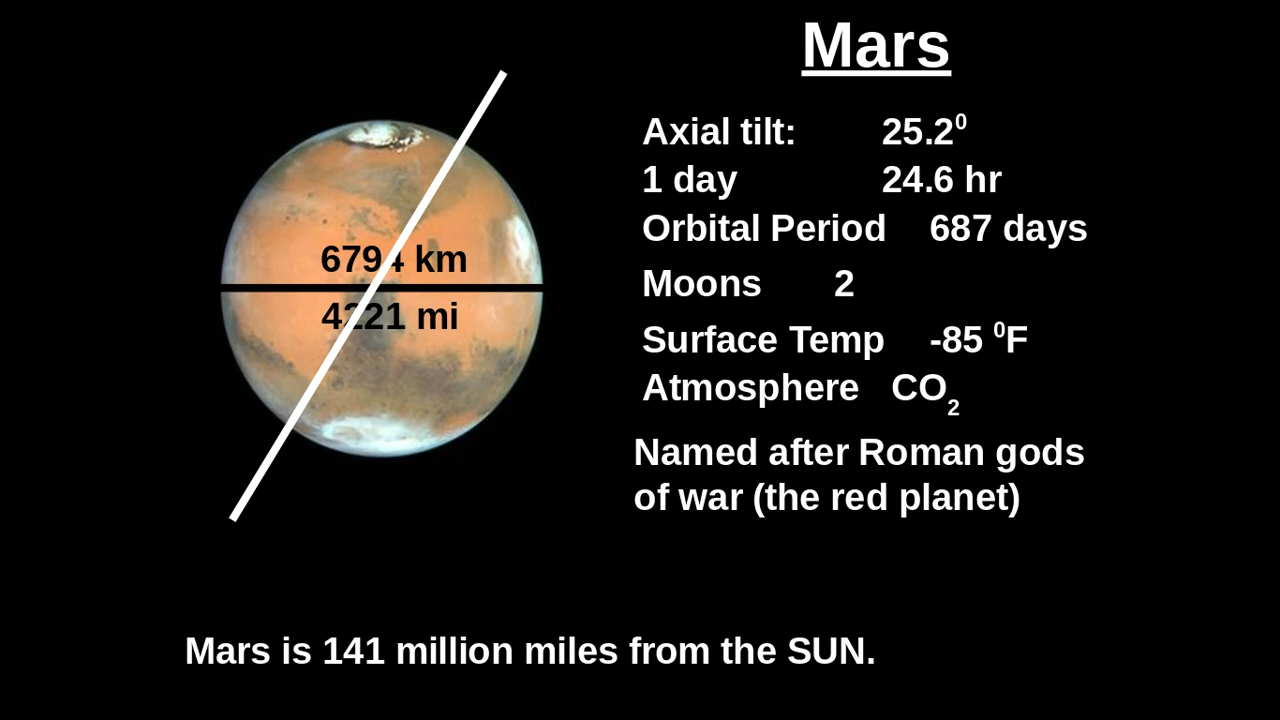 Mars
Axial tilt: 25.2⁰
1 day 24.6 hr
Orbital Period 687 days
6794 km
Moons 2
4221 mi
Surface Temp -85 ⁰F
Atmosphere CO₂
Named after Roman gods
of war (the red planet)
Mars is 141 million miles from the SUN.